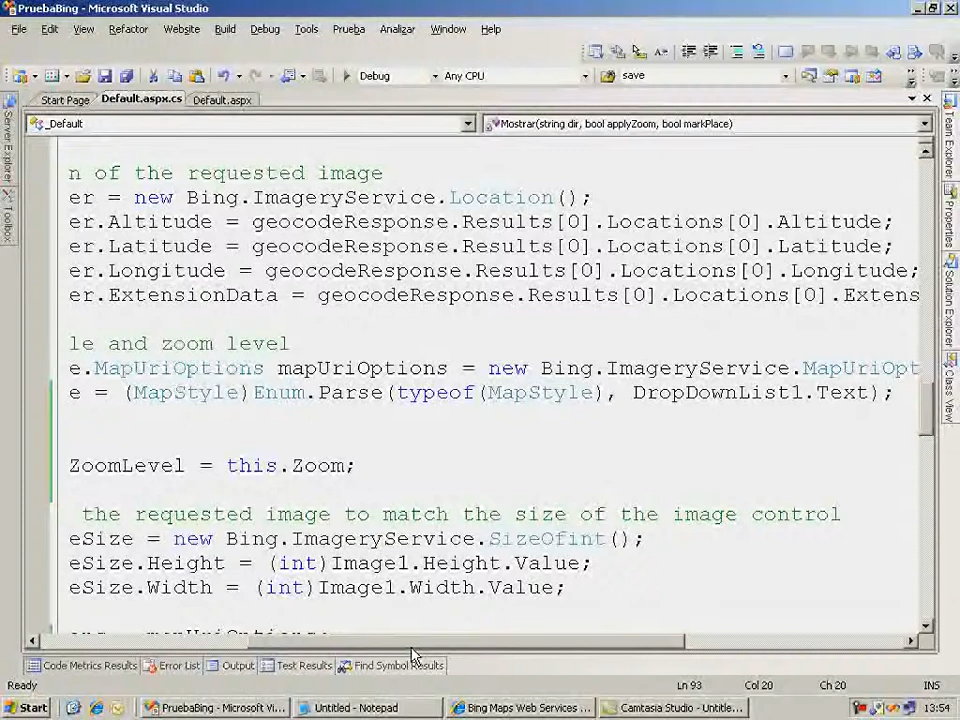 PruebaBing - Microsoft Visual Studio
File Edit View Refactor Website Build Debug Tools Prueba Analizar Window Help
Debug Any CPU save
Start Page Default.aspx.cs Default.aspx
_Default Mostrar(string dir, bool applyZoom, bool markPlace)
n of the requested image
er = new Bing.ImageryService.Location();
er.Altitude = geocodeResponse.Results[0].Locations[0].Altitude;
er.Latitude = geocodeResponse.Results[0].Locations[0].Latitude;
er.Longitude = geocodeResponse.Results[0].Locations[0].Longitude;
er.ExtensionData = geocodeResponse.Results[0].Locations[0].Extens
le and zoom level
e.MapUriOptions mapUriOptions = new Bing.ImageryService.MapUriOpt
e = (MapStyle)Enum.Parse(typeof(MapStyle), DropDownList1.Text);
ZoomLevel = this.Zoom;
the requested image to match the size of the image control
eSize = new Bing.ImageryService.SizeOfint();
eSize.Height = (int)Image1.Height.Value;
eSize.Width = (int)Image1.Width.Value;
Server Explorer
Toolbox
Team Explorer
Properties
Solution Explorer
Class View
Code Metrics Results Error List Output Test Results Find Symbol Results
Ready Ln 93 Col 20 Ch 20 INS
Start PruebaBing - Microsoft Vi... Untitled - Notepad Bing Maps Web Services ... Camtasia Studio - Untitle... 13:54